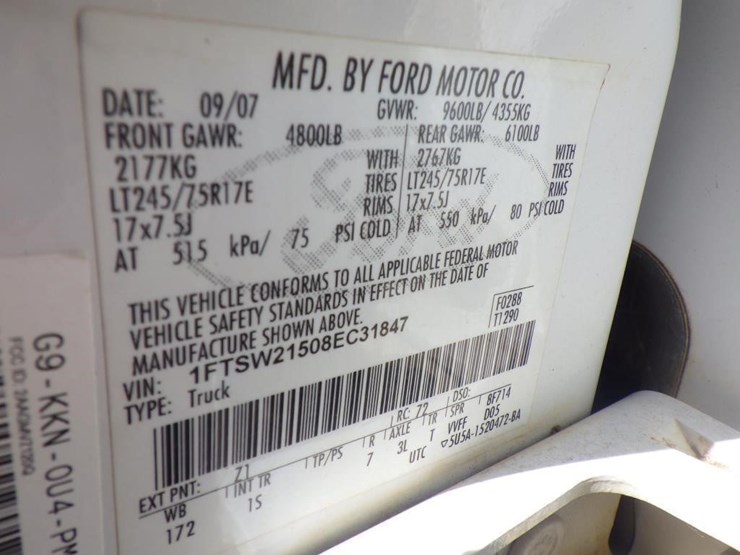 MFD. BY FORD MOTOR CO.
DATE: 09/07 GVWR: 9600LB/ 4355KG
FRONT GAWR: 4800LB REAR GAWR: 6100LB
2177KG WITH 2767KG WITH
LT245/75R17E TIRES LT245/75R17E TIRES
17x7.5J RIMS 17x7.5J RIMS
AT 515 kPa/ 75 PSI COLD AT 550 kPa/ 80 PSI COLD
THIS VEHICLE CONFORMS TO ALL APPLICABLE FEDERAL MOTOR
VEHICLE SAFETY STANDARDS IN EFFECT ON THE DATE OF
MANUFACTURE SHOWN ABOVE.
F0288
T1290
VIN: 1FTSW21508EC31847
TYPE: Truck
EXT PNT: Z1 RC: 72 DSO:
WB INT TR TP/PS R AXLE TR SPR BF714
172 1S 7 3L T VVFF D05
UTC 5U5A-1520472-BA
Ford
G9-KKN-0U4-PM